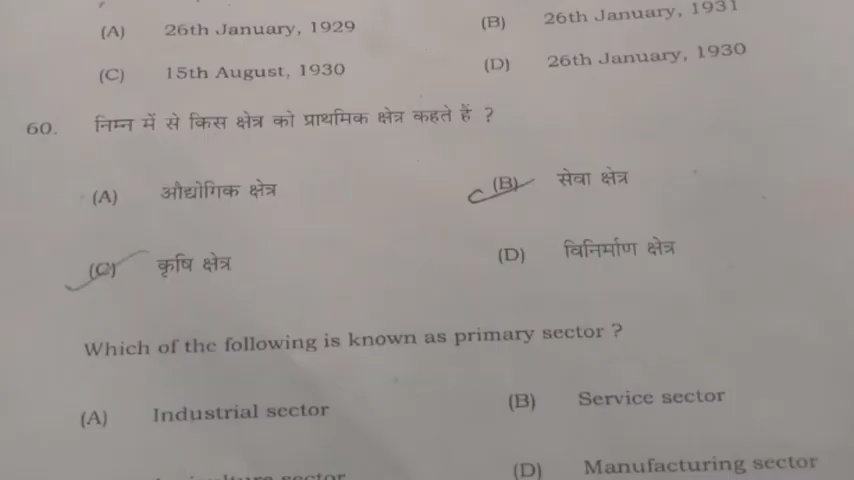 (A) 26th January, 1929 (B) 26th January, 1931
(C) 15th August, 1930 (D) 26th January, 1930
60. निम्न में से किस क्षेत्र को प्राथमिक क्षेत्र कहते हैं ?
(A) औद्योगिक क्षेत्र (B) सेवा क्षेत्र
(C) कृषि क्षेत्र (D) विनिर्माण क्षेत्र
Which of the following is known as primary sector ?
(A) Industrial sector (B) Service sector
sector (D) Manufacturing sector